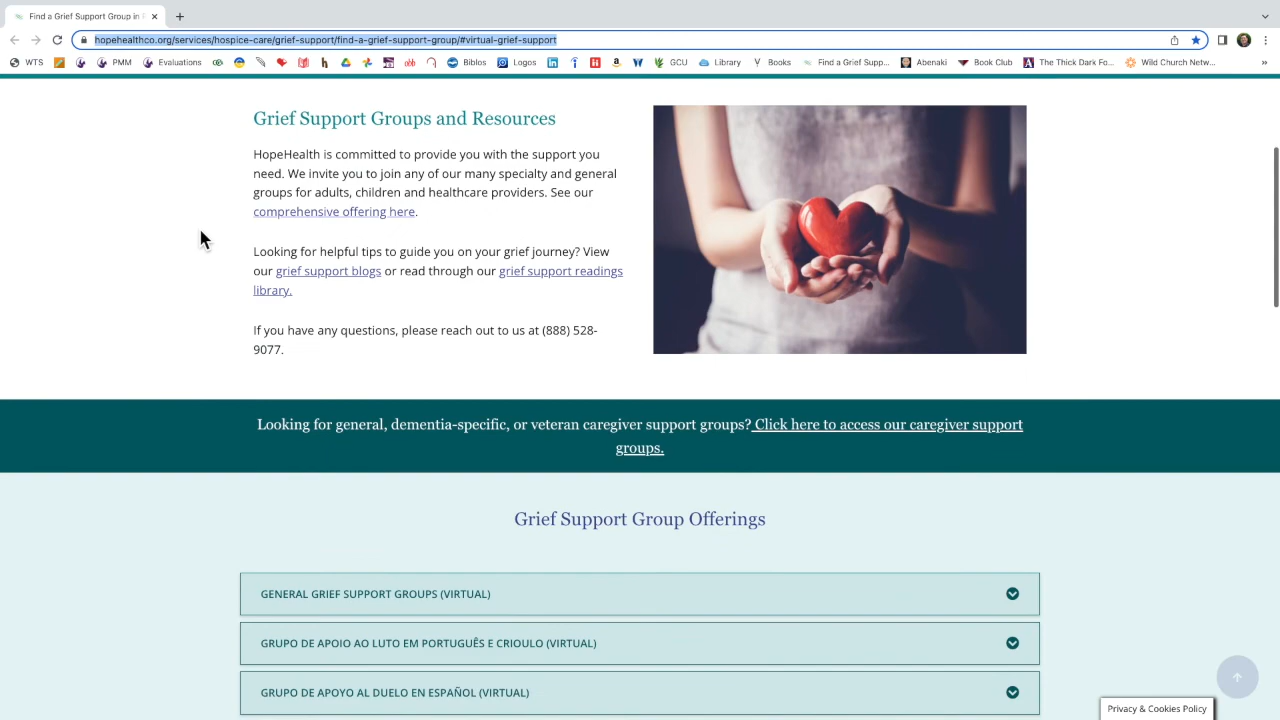 Find a Grief Support Group in
hopehealthco.org/services/hospice-care/grief-support/find-a-grief-support-group/#virtual-grief-support
WTS PMM Evaluations Biblos Logos GCU Library Books Find a Grief Supp... Abenaki Book Club The Thick Dark Fo... Wild Church Netw...
Grief Support Groups and Resources
HopeHealth is committed to provide you with the support you
need. We invite you to join any of our many specialty and general
groups for adults, children and healthcare providers. See our
comprehensive offering here.
Looking for helpful tips to guide you on your grief journey? View
our grief support blogs or read through our grief support readings
library.
If you have any questions, please reach out to us at (888) 528-
9077.
Looking for general, dementia-specific, or veteran caregiver support groups? Click here to access our caregiver support
groups.
Grief Support Group Offerings
GENERAL GRIEF SUPPORT GROUPS (VIRTUAL)
GRUPO DE APOIO AO LUTO EM PORTUGUÊS E CRIOULO (VIRTUAL)
GRUPO DE APOYO AL DUELO EN ESPAÑOL (VIRTUAL)
Privacy & Cookies Policy